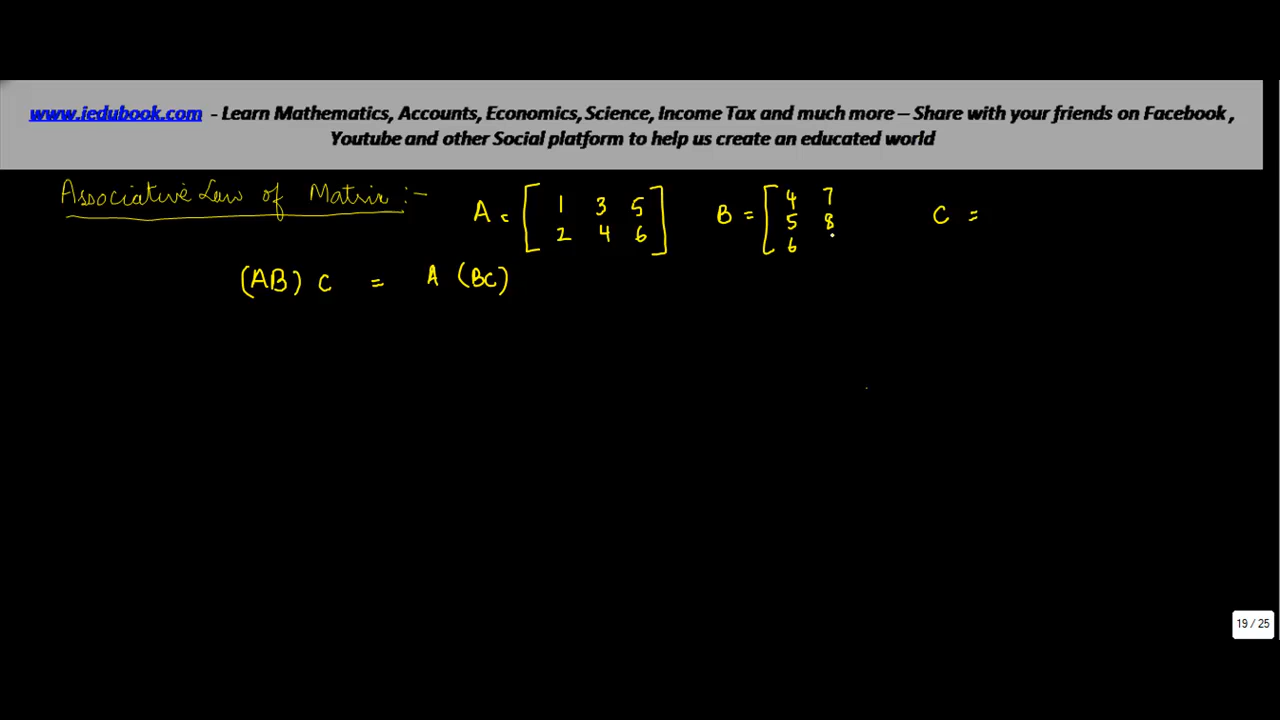 www.iedubook.com - Learn Mathematics, Accounts, Economics, Science, Income Tax and much more – Share with your friends on Facebook ,
Youtube and other Social platform to help us create an educated world
Associative Law of Matrix :-
A = [ 1 3 5
2 4 6 ]
B = [ 4 7
5 8
6
C =
(AB) C = A (BC)
19 / 25